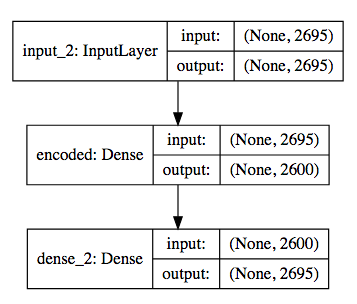 input_2: InputLayer
input: (None, 2695)
output: (None, 2695)
encoded: Dense
input: (None, 2695)
output: (None, 2600)
dense_2: Dense
input: (None, 2600)
output: (None, 2695)